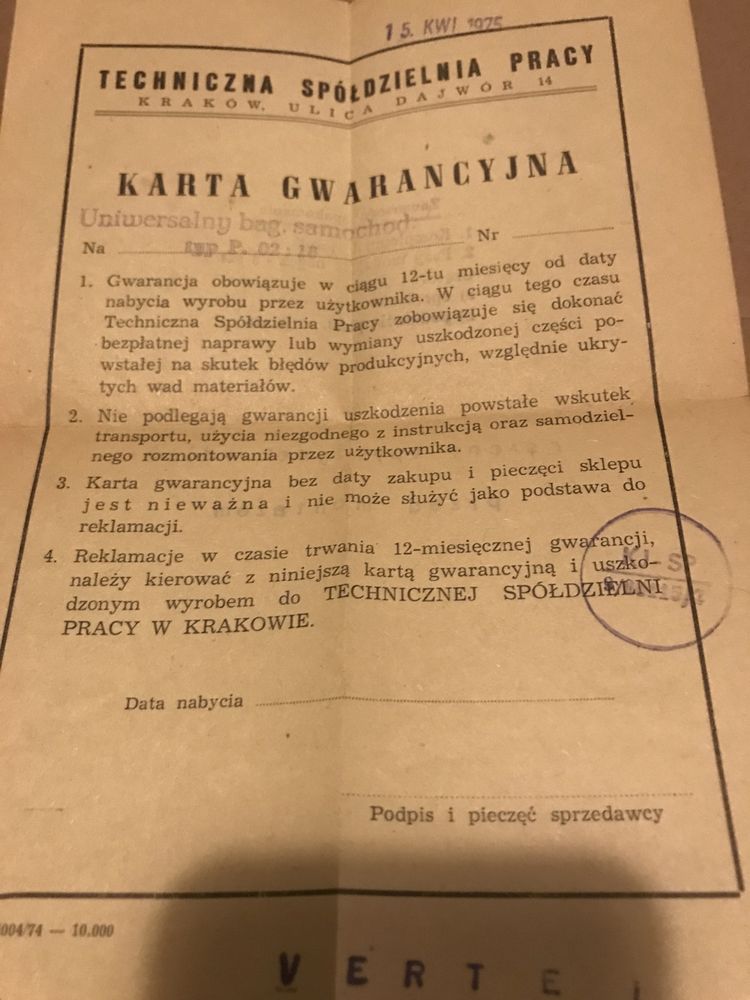 15. KWI 1975
TECHNICZNA SPÓŁDZIELNIA PRACY
KRAKÓW, ULICA DAJWÓR 14
KARTA GWARANCYJNA
Uniwersalny bag. samochod.
Na typ P. 02.18 Nr
1. Gwarancja obowiązuje w ciągu 12-tu miesięcy od daty
nabycia wyrobu przez użytkownika. W ciągu tego czasu
Techniczna Spółdzielnia Pracy zobowiązuje się dokonać
bezpłatnej naprawy lub wymiany uszkodzonej części po-
wstałej na skutek błędów produkcyjnych, względnie ukry-
tych wad materiałów.
2. Nie podlegają gwarancji uszkodzenia powstałe wskutek
transportu, użycia niezgodnego z instrukcją oraz samodziel-
nego rozmontowania przez użytkownika.
3. Karta gwarancyjna bez daty zakupu i pieczęci sklepu
jest nieważna i nie może służyć jako podstawa do
reklamacji.
4. Reklamacje w czasie trwania 12-miesięcznej gwarancji,
należy kierować z niniejszą kartą gwarancyjną i uszko-
dzonym wyrobem do TECHNICZNEJ SPÓŁDZIELNI
PRACY W KRAKOWIE.
Data nabycia
Podpis i pieczęć sprzedawcy
004/74 — 10.000
VERTE